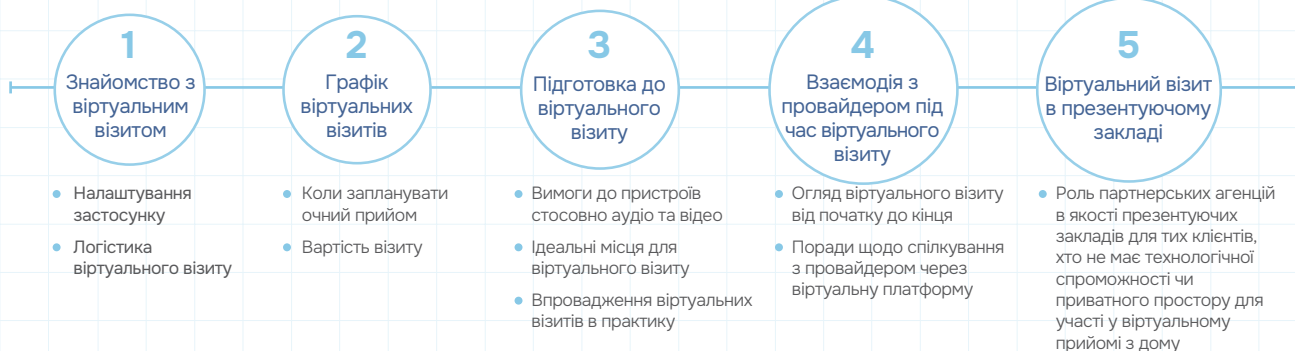 1
Знайомство з
віртуальним
візитом
Налаштування
застосунку
Логістика
віртуального візиту
2
Графік
віртуальних
візитів
Коли запланувати
очний прийом
Вартість візиту
3
Підготовка до
віртуального
візиту
Вимоги до пристроїв
стосовно аудіо та відео
Ідеальні місця для
віртуального візиту
Впровадження віртуальних
візитів в практику
4
Взаємодія з
провайдером під
час віртуального
візиту
Огляд віртуального візиту
від початку до кінця
Поради щодо спілкування
з провайдером через
віртуальну платформу
5
Віртуальний візит
в презентуючому
закладі
Роль партнерських агенцій
в якості презентуючих
закладів для тих клієнтів,
хто не має технологічної
спроможності чи
приватного простору для
участі у віртуальному
прийомі з дому